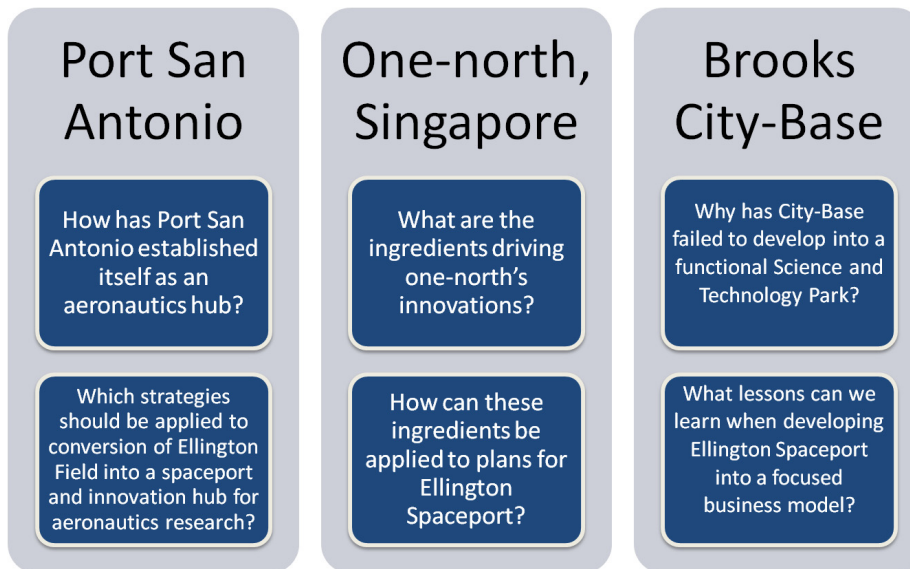 Port San
Antonio
How has Port San
Antonio established
itself as an
aeronautics hub?
Which strategies
should be applied to
conversion of Ellington
Field into a spaceport
and innovation hub for
aeronautics research?
One-north,
Singapore
What are the
ingredients driving
one-north’s
innovations?
How can these
ingredients be
applied to plans for
Ellington
Spaceport?
Brooks
City-Base
Why has City-Base
failed to develop into a
functional Science and
Technology Park?
What lessons can we
learn when developing
Ellington Spaceport
into a focused
business model?